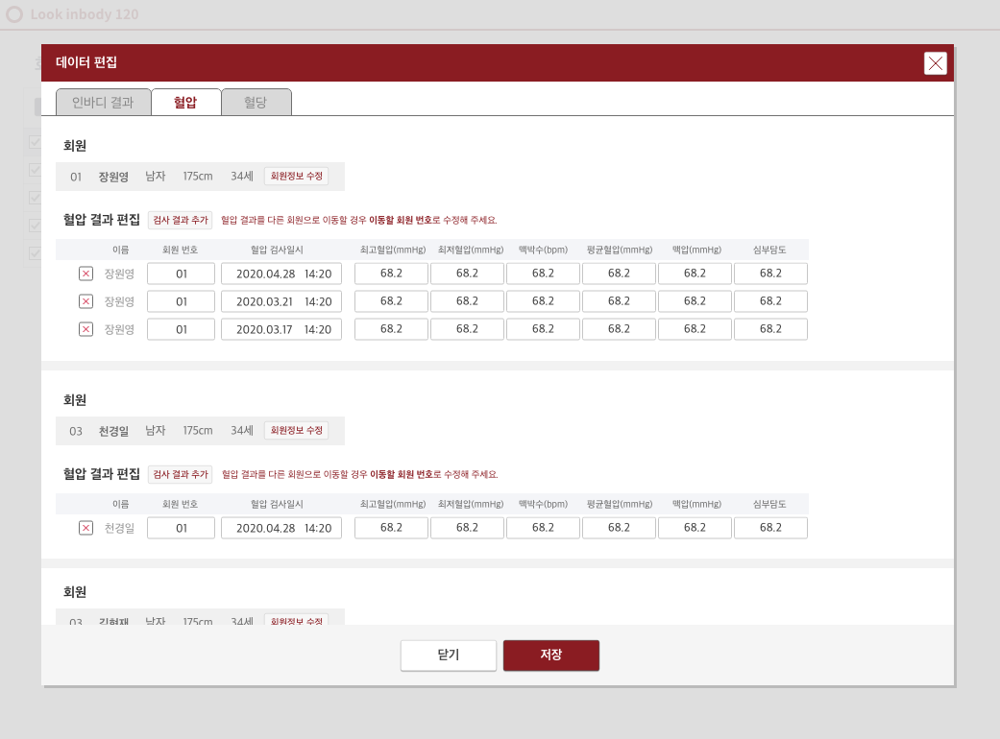 Look inbody 120
데이터 편집
인바디 결과 혈압 혈당
회원
01 장원영 남자 175cm 34세 회원정보 수정
혈압 결과 편집 검사 결과 추가 혈압 결과를 다른 회원으로 이동할 경우 이동할 회원 번호로 수정해 주세요.
이름 회원 번호 혈압 검사일시 최고혈압(mmHg) 최저혈압(mmHg) 맥박수(bpm) 평균혈압(mmHg) 맥압(mmHg) 심부담도
장원영 01 2020.04.28 14:20 68.2 68.2 68.2 68.2 68.2 68.2
장원영 01 2020.03.21 14:20 68.2 68.2 68.2 68.2 68.2 68.2
장원영 01 2020.03.17 14:20 68.2 68.2 68.2 68.2 68.2 68.2
회원
03 천경일 남자 175cm 34세 회원정보 수정
혈압 결과 편집 검사 결과 추가 혈압 결과를 다른 회원으로 이동할 경우 이동할 회원 번호로 수정해 주세요.
이름 회원 번호 혈압 검사일시 최고혈압(mmHg) 최저혈압(mmHg) 맥박수(bpm) 평균혈압(mmHg) 맥압(mmHg) 심부담도
천경일 01 2020.04.28 14:20 68.2 68.2 68.2 68.2 68.2 68.2
회원
03 김현재 남자 175cm 34세 회원정보 수정
닫기 저장